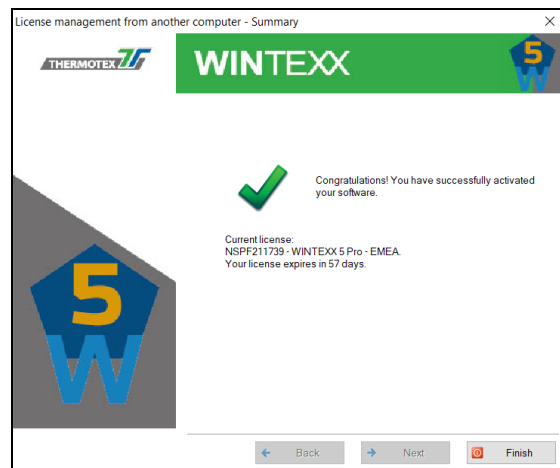 License management from another computer - Summary
THERMOTEX
WINTEXX
5
W
Congratulations! You have successfully activated
your software.
Current license:
NSPF211739 - WINTEXX 5 Pro - EMEA.
Your license expires in 57 days.
5
W
Back
Next
Finish